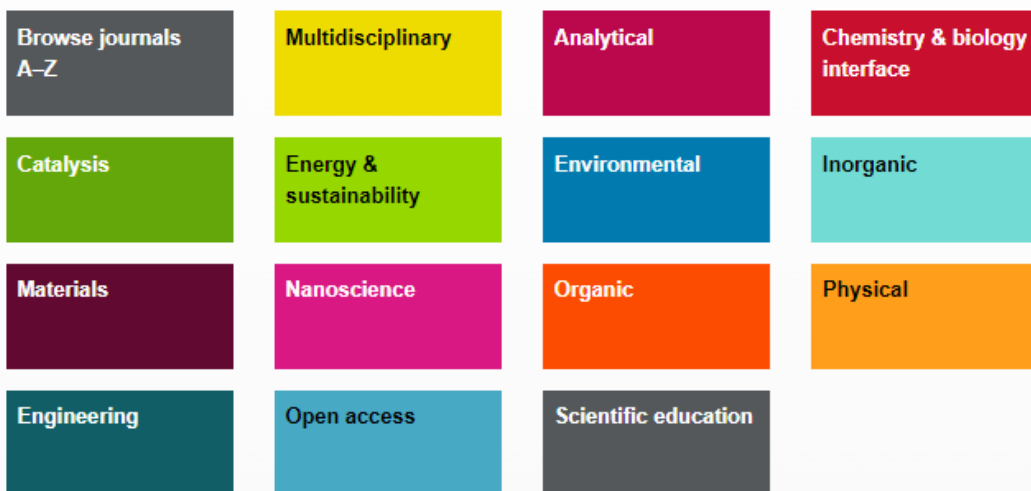 Browse journals
A–Z
Multidisciplinary
Analytical
Chemistry & biology
interface
Catalysis
Energy &
sustainability
Environmental
Inorganic
Materials
Nanoscience
Organic
Physical
Engineering
Open access
Scientific education